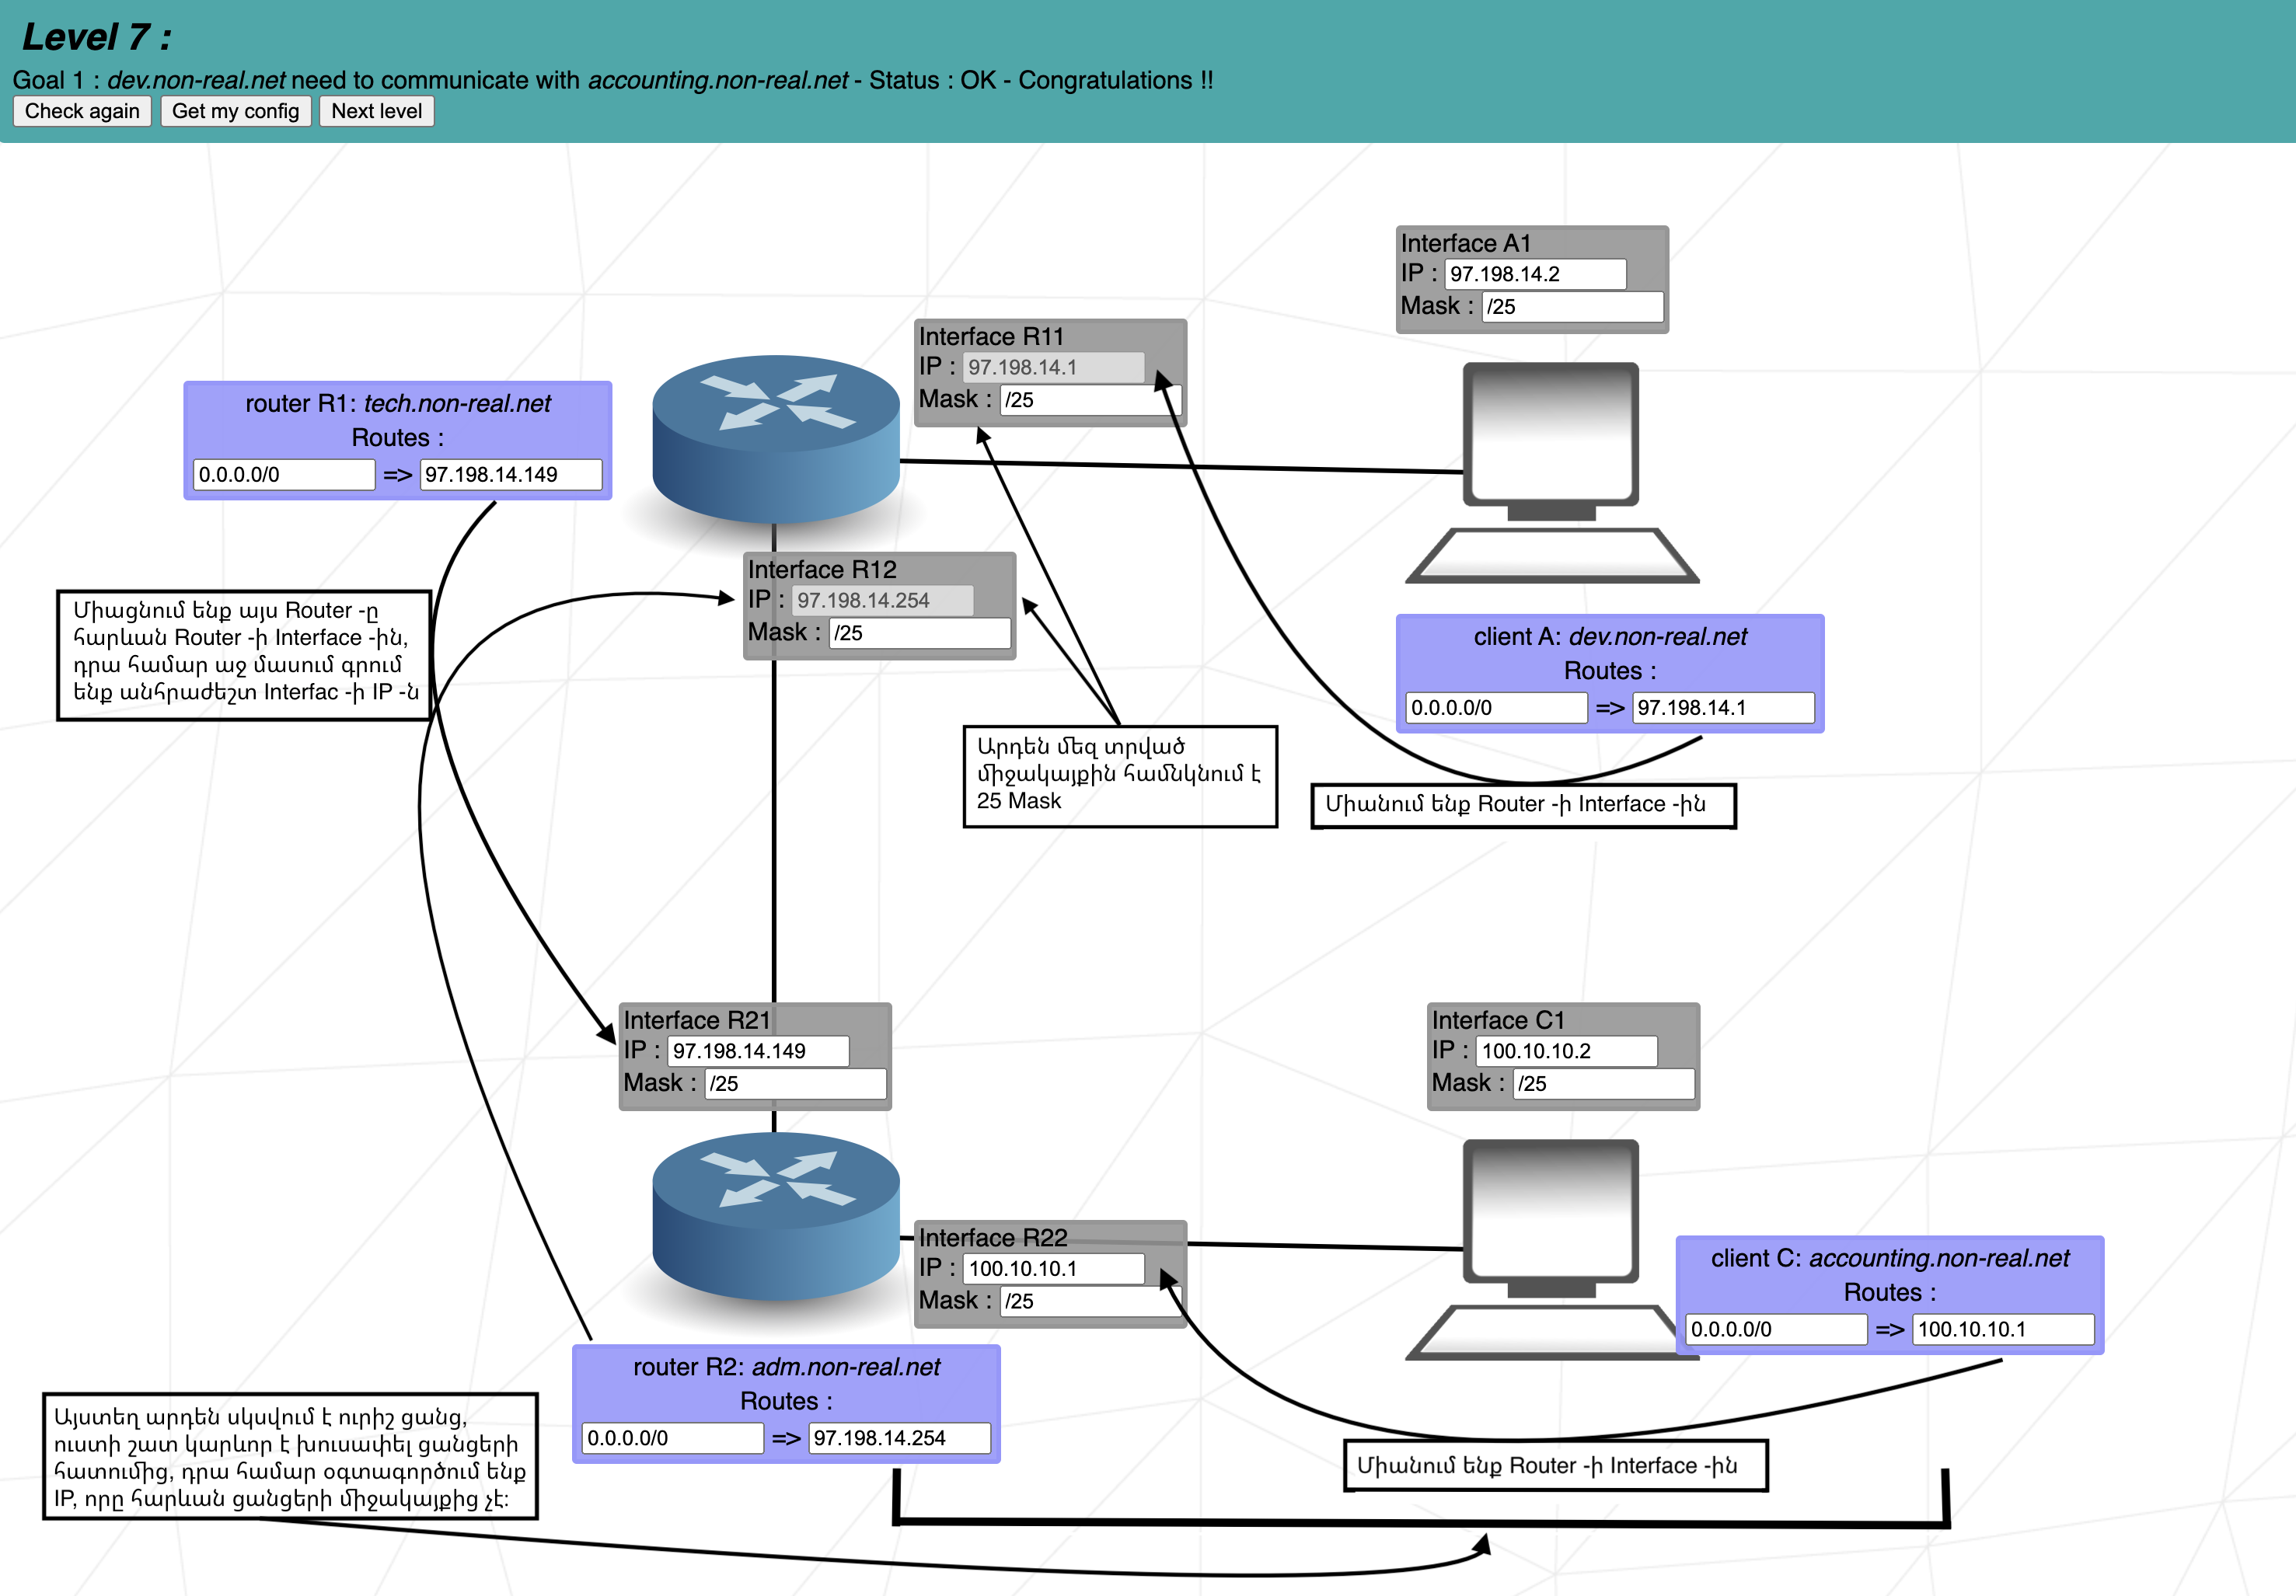 Level 7 :
Goal 1 : dev.non-real.net need to communicate with accounting.non-real.net - Status : OK - Congratulations !!
Check again Get my config Next level
Interface A1
IP : 97.198.14.2
Mask : /25
Interface R11
IP : 97.198.14.1
Mask : /25
router R1: tech.non-real.net
Routes :
0.0.0.0/0 => 97.198.14.149
Interface R12
IP : 97.198.14.254
Mask : /25
Միացնում ենք այս Router -ը
հարևան Router -ի Interface -ին,
դրա համար աջ մասում գրում
ենք անհրաժեշտ Interfac -ի IP -ն
client A: dev.non-real.net
Routes :
0.0.0.0/0 => 97.198.14.1
Արդեն մեզ տրված
միջակայքին համնկնում է
25 Mask
Միանում ենք Router -ի Interface -ին
Interface R21
IP : 97.198.14.149
Mask : /25
Interface C1
IP : 100.10.10.2
Mask : /25
Interface R22
IP : 100.10.10.1
Mask : /25
client C: accounting.non-real.net
Routes :
0.0.0.0/0 => 100.10.10.1
router R2: adm.non-real.net
Routes :
0.0.0.0/0 => 97.198.14.254
Այստեղ արդեն սկսվում է ուրիշ ցանց,
ուստի շատ կարևոր է խուսափել ցանցերի
հատումից, դրա համար օգտագործում ենք
IP, որը հարևան ցանցերի միջակայքից չէ:
Միանում ենք Router -ի Interface -ին